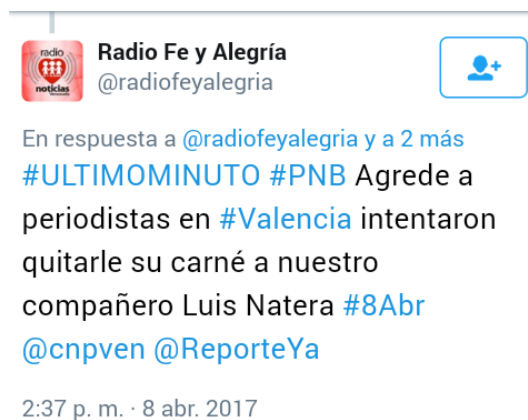 radio
noticias
Radio Fe y Alegría
@radiofeyalegria
En respuesta a @radiofeyalegria y a 2 más
#ULTIMOMINUTO #PNB Agrede a
periodistas en #Valencia intentaron
quitarle su carné a nuestro
compañero Luis Natera #8Abr
@cnpven @ReporteYa
2:37 p. m. · 8 abr. 2017